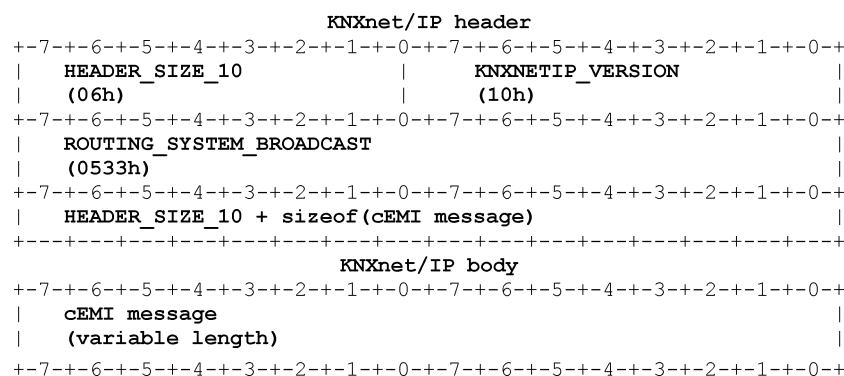 KNXnet/IP header
+-7-+-6-+-5-+-4-+-3-+-2-+-1-+-0-+-7-+-6-+-5-+-4-+-3-+-2-+-1-+-0-+
| HEADER_SIZE_10 | KNXNETIP_VERSION |
| (06h) | (10h) |
+-7-+-6-+-5-+-4-+-3-+-2-+-1-+-0-+-7-+-6-+-5-+-4-+-3-+-2-+-1-+-0-+
| ROUTING_SYSTEM_BROADCAST |
| (0533h) |
+-7-+-6-+-5-+-4-+-3-+-2-+-1-+-0-+-7-+-6-+-5-+-4-+-3-+-2-+-1-+-0-+
| HEADER_SIZE_10 + sizeof(cEMI message) |
+---+---+---+---+---+---+---+---+---+---+---+---+---+---+---+---+
KNXnet/IP body
+-7-+-6-+-5-+-4-+-3-+-2-+-1-+-0-+-7-+-6-+-5-+-4-+-3-+-2-+-1-+-0-+
| cEMI message |
| (variable length) |
+-7-+-6-+-5-+-4-+-3-+-2-+-1-+-0-+-7-+-6-+-5-+-4-+-3-+-2-+-1-+-0-+